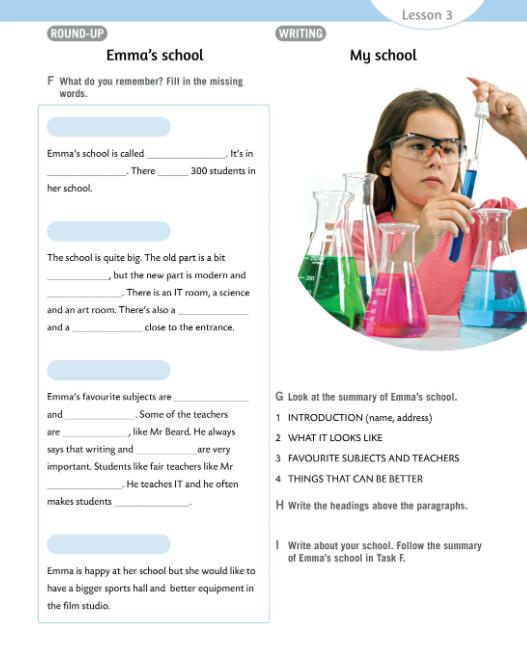 Lesson 3
ROUND-UP
Emma's school
F What do you remember? Fill in the missing
words.
Emma's school is called ________________. It's in
________________. There ______ 300 students in
her school.
The school is quite big. The old part is a bit
____________, but the new part is modern and
_______________. There is an IT room, a science
and an art room. There's also a ______________
and a ______________ close to the entrance.
Emma's favourite subjects are _______________
and ______________. Some of the teachers
are _____________, like Mr Beard. He always
says that writing and ____________ are very
important. Students like fair teachers like Mr
_______________. He teaches IT and he often
makes students _______________.
Emma is happy at her school but she would like to
have a bigger sports hall and better equipment in
the film studio.
WRITING
My school
250
200
G Look at the summary of Emma's school.
1 INTRODUCTION (name, address)
2 WHAT IT LOOKS LIKE
3 FAVOURITE SUBJECTS AND TEACHERS
4 THINGS THAT CAN BE BETTER
H Write the headings above the paragraphs.
I Write about your school. Follow the summary
of Emma's school in Task F.